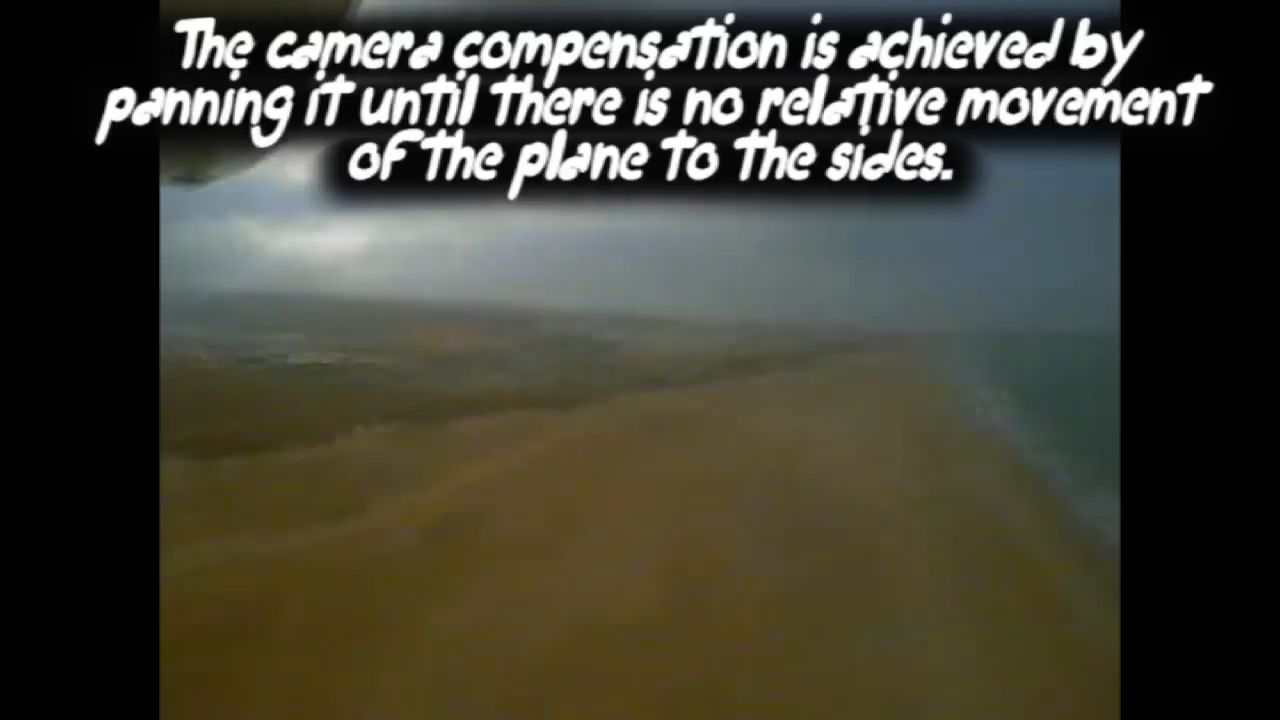 The camera compensation is achieved by
panning it until there is no relative movement
of the plane to the sides.